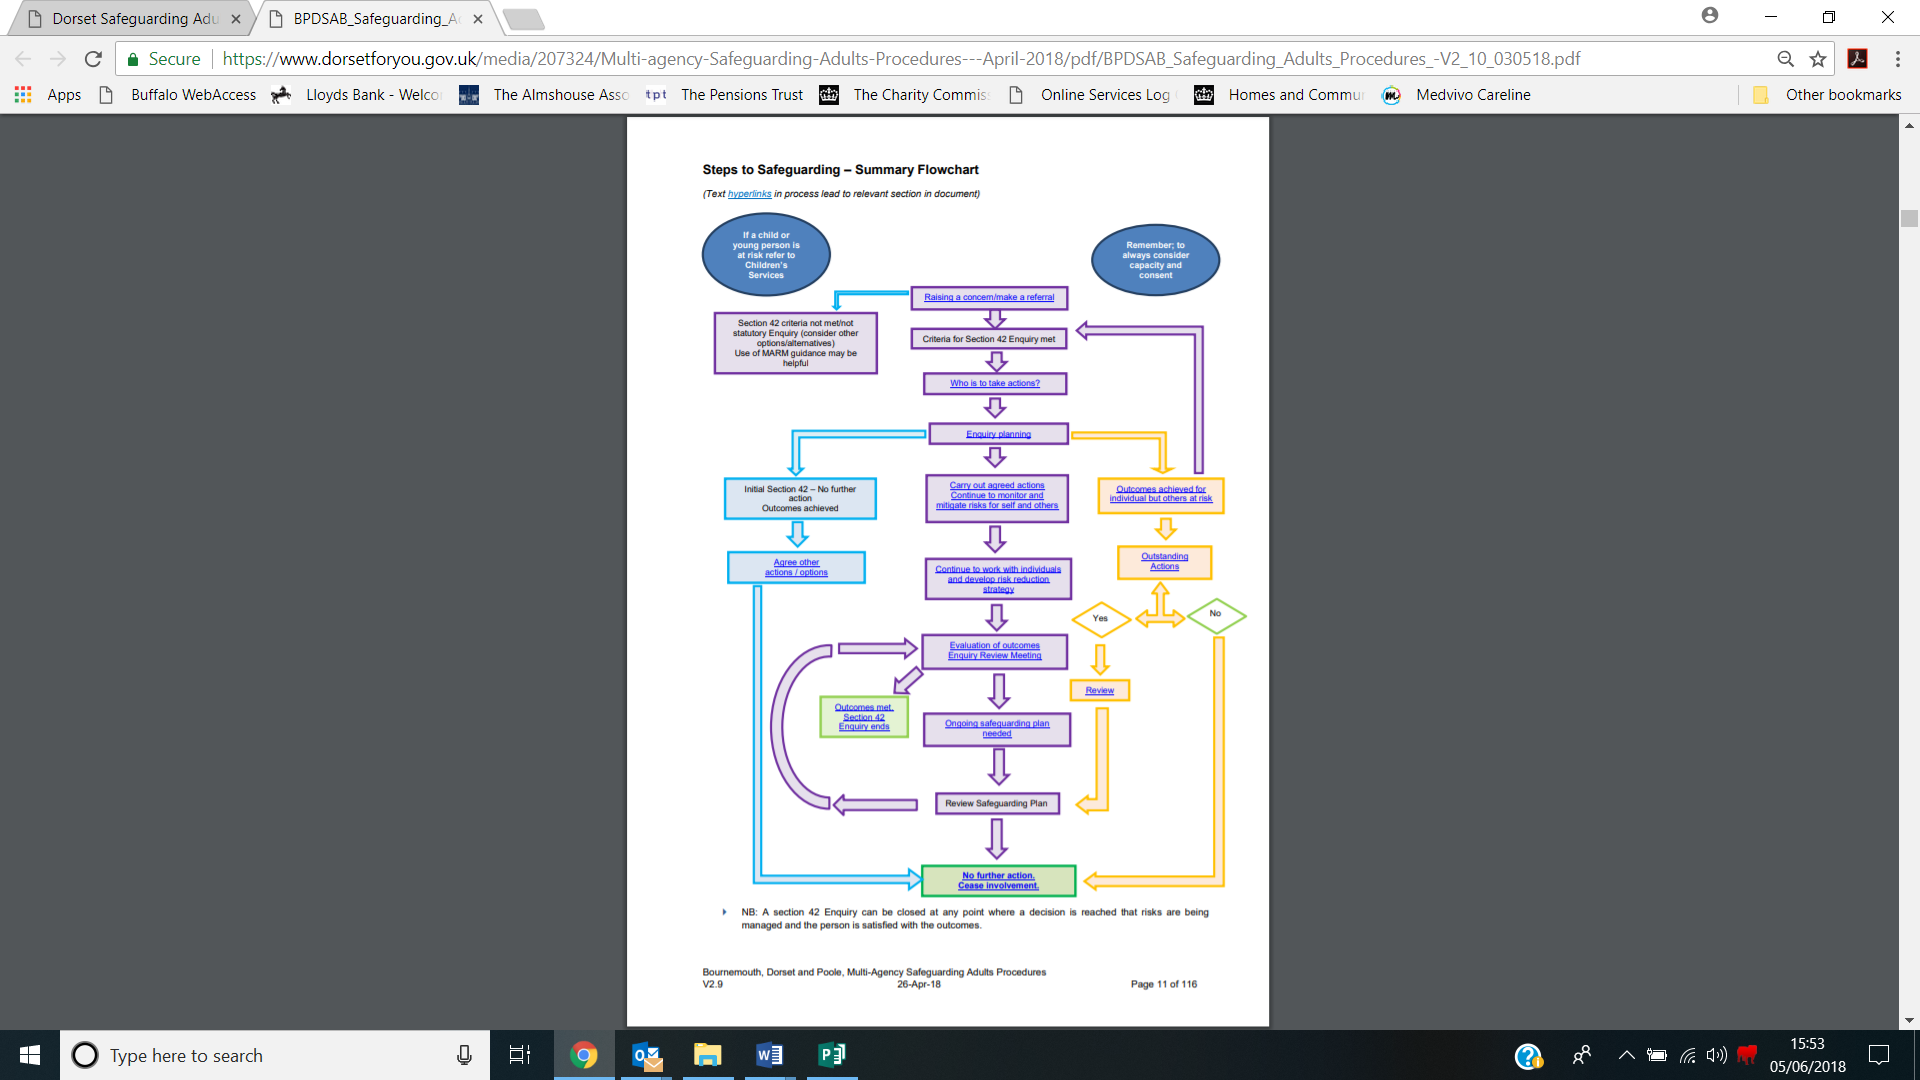 Dorset Safeguarding Adu
BPDSAB_Safeguarding_A
Secure
https://www.dorsetforyou.gov.uk/media/207324/Multi-agency-Safeguarding-Adults-Procedures---April-2018/pdf/BPDSAB_Safeguarding_Adults_Procedures_-V2_10_030518.pdf
Apps
Buffalo WebAccess
Lloyds Bank - Welco
The Almshouse Asso
tpt
The Pensions Trust
The Charity Commis
Online Services Log
Homes and Commun
Medvivo Careline
Other bookmarks
Steps to Safeguarding – Summary Flowchart
(Text hyperlinks in process lead to relevant section in document)
If a child or
young person is
at risk refer to
Children's
Services
Remember; to
always consider
capacity and
consent
Raising a concern/make a referral
Section 42 criteria not met/not
statutory Enquiry (consider other
options/alternatives)
Use of MARM guidance may be
helpful
Criteria for Section 42 Enquiry met
Who is to take actions?
Enquiry planning
Initial Section 42 – No further
action
Outcomes achieved
Carry out agreed actions
Continue to monitor and
mitigate risks for self and others
Outcomes achieved for
individual but others at risk
Agree other
actions / options
Continue to work with individuals
and develop risk reduction
strategy
Outstanding
Actions
Yes
No
Evaluation of outcomes
Enquiry Review Meeting
Review
Outcomes met.
Section 42
Enquiry ends
Ongoing safeguarding plan
needed
Review Safeguarding Plan
No further action.
Cease involvement.
NB: A section 42 Enquiry can be closed at any point where a decision is reached that risks are being
managed and the person is satisfied with the outcomes.
Bournemouth, Dorset and Poole, Multi-Agency Safeguarding Adults Procedures
V2.9
26-Apr-18
Page 11 of 116
Type here to search
15:53
05/06/2018